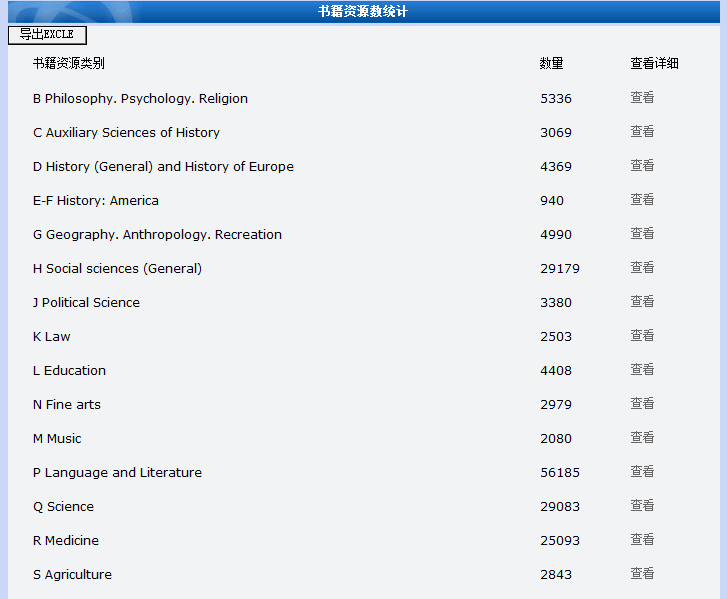 书籍资源数统计
导出EXCLE
书籍资源类别 数量 查看详细
B Philosophy. Psychology. Religion 5336 查看
C Auxiliary Sciences of History 3069 查看
D History (General) and History of Europe 4369 查看
E-F History: America 940 查看
G Geography. Anthropology. Recreation 4990 查看
H Social sciences (General) 29179 查看
J Political Science 3380 查看
K Law 2503 查看
L Education 4408 查看
N Fine arts 2979 查看
M Music 2080 查看
P Language and Literature 56185 查看
Q Science 29083 查看
R Medicine 25093 查看
S Agriculture 2843 查看